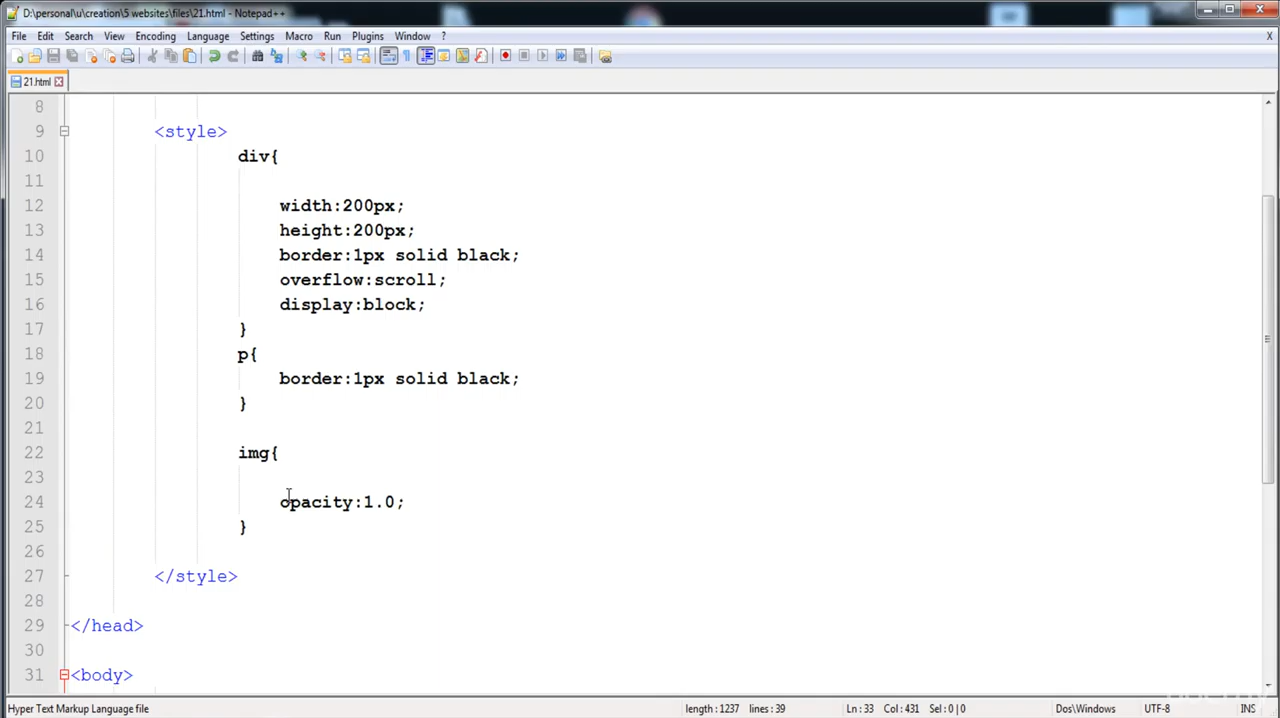 D:\personal\u\creation\5 websites\files\21.html - Notepad++
File Edit Search View Encoding Language Settings Macro Run Plugins Window ? X
21.html
8
9 <style>
10 div{
11
12 width:200px;
13 height:200px;
14 border:1px solid black;
15 overflow:scroll;
16 display:block;
17 }
18 p{
19 border:1px solid black;
20 }
21
22 img{
23
24 opacity:1.0;
25 }
26
27 </style>
28
29 </head>
30
31 <body>
Hyper Text Markup Language file length : 1237 lines : 39 Ln : 33 Col : 431 Sel : 0 | 0 Dos\Windows UTF-8 INS